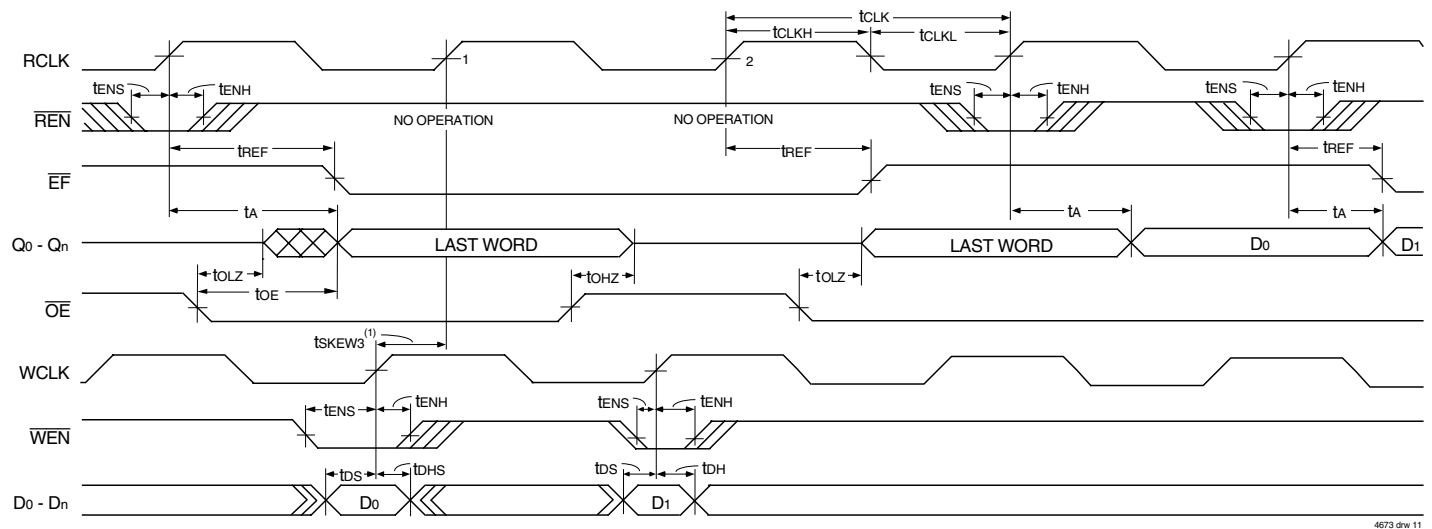 tCLK
tCLKH tCLKL
RCLK 1 2
tENS tENH tENS tENH tENS tENH
REN NO OPERATION NO OPERATION
tREF tREF tREF
EF
tA tA tA
Q0 - Qn LAST WORD LAST WORD D0 D1
tOLZ tOHZ tOLZ
tOE
OE
tSKEW3(1)
WCLK
tENS tENH tENS tENH
WEN
tDS tDHS tDS tDH
D0 - Dn D0 D1
4673 drw 11